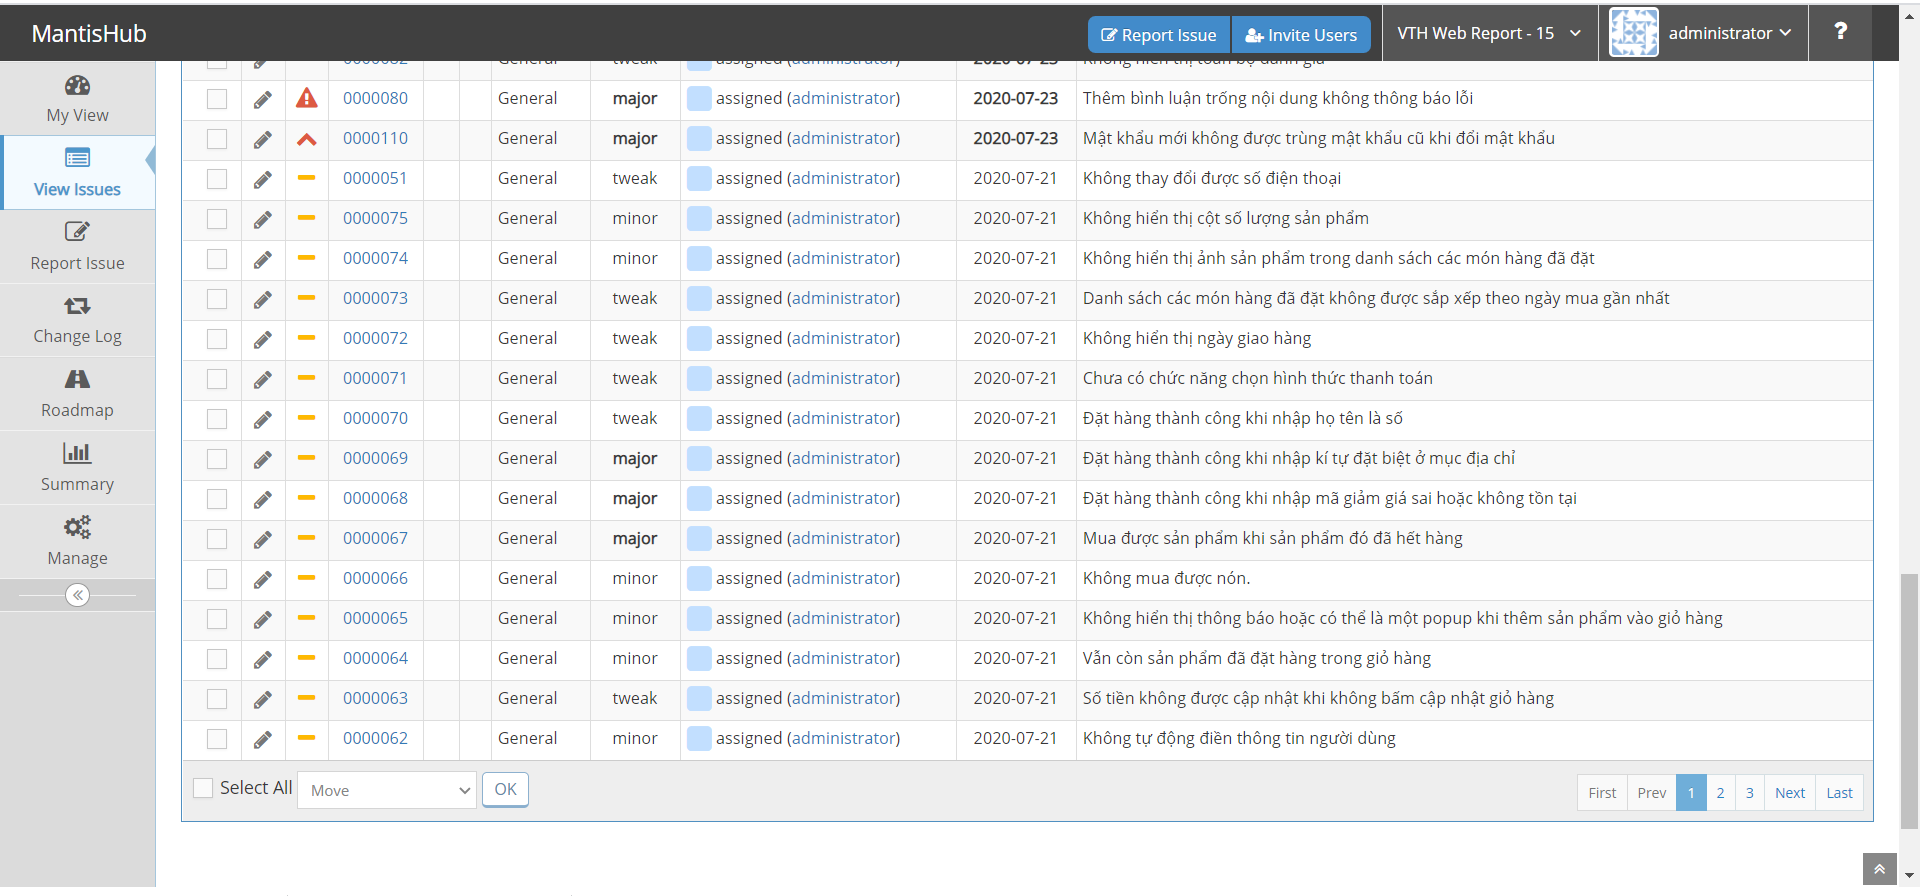 MantisHub
Report Issue
Invite Users
VTH Web Report - 15
administrator
?
My View
View Issues
Report Issue
Change Log
Roadmap
Summary
Manage
General tweak assigned (administrator)
0000080 General major assigned (administrator) 2020-07-23 Thêm bình luận trống nội dung không thông báo lỗi
0000110 General major assigned (administrator) 2020-07-23 Mật khẩu mới không được trùng mật khẩu cũ khi đổi mật khẩu
0000051 General tweak assigned (administrator) 2020-07-21 Không thay đổi được số điện thoại
0000075 General minor assigned (administrator) 2020-07-21 Không hiển thị cột số lượng sản phẩm
0000074 General minor assigned (administrator) 2020-07-21 Không hiển thị ảnh sản phẩm trong danh sách các món hàng đã đặt
0000073 General tweak assigned (administrator) 2020-07-21 Danh sách các món hàng đã đặt không được sắp xếp theo ngày mua gần nhất
0000072 General tweak assigned (administrator) 2020-07-21 Không hiển thị ngày giao hàng
0000071 General tweak assigned (administrator) 2020-07-21 Chưa có chức năng chọn hình thức thanh toán
0000070 General tweak assigned (administrator) 2020-07-21 Đặt hàng thành công khi nhập họ tên là số
0000069 General major assigned (administrator) 2020-07-21 Đặt hàng thành công khi nhập kí tự đặt biệt ở mục địa chỉ
0000068 General major assigned (administrator) 2020-07-21 Đặt hàng thành công khi nhập mã giảm giá sai hoặc không tồn tại
0000067 General major assigned (administrator) 2020-07-21 Mua được sản phẩm khi sản phẩm đó đã hết hàng
0000066 General minor assigned (administrator) 2020-07-21 Không mua được nón.
0000065 General minor assigned (administrator) 2020-07-21 Không hiển thị thông báo hoặc có thể là một popup khi thêm sản phẩm vào giỏ hàng
0000064 General minor assigned (administrator) 2020-07-21 Vẫn còn sản phẩm đã đặt hàng trong giỏ hàng
0000063 General tweak assigned (administrator) 2020-07-21 Số tiền không được cập nhật khi không bấm cập nhật giỏ hàng
0000062 General minor assigned (administrator) 2020-07-21 Không tự động điền thông tin người dùng
Select All Move OK
First Prev 1 2 3 Next Last